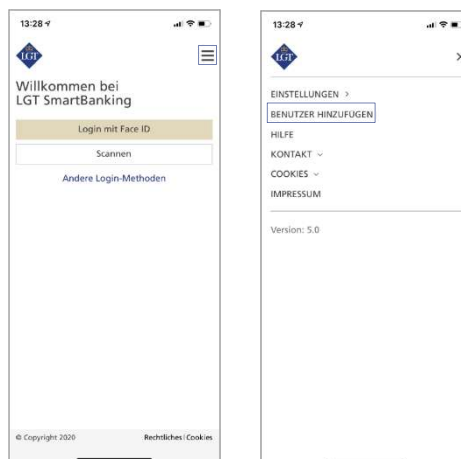 13:28
LGT
Willkommen bei
LGT SmartBanking
Login mit Face ID
Scannen
Andere Login-Methoden
© Copyright 2020
Rechtliches | Cookies
13:28
LGT
EINSTELLUNGEN >
BENUTZER HINZUFÜGEN
HILFE
KONTAKT
COOKIES
IMPRESSUM
Version: 5.0